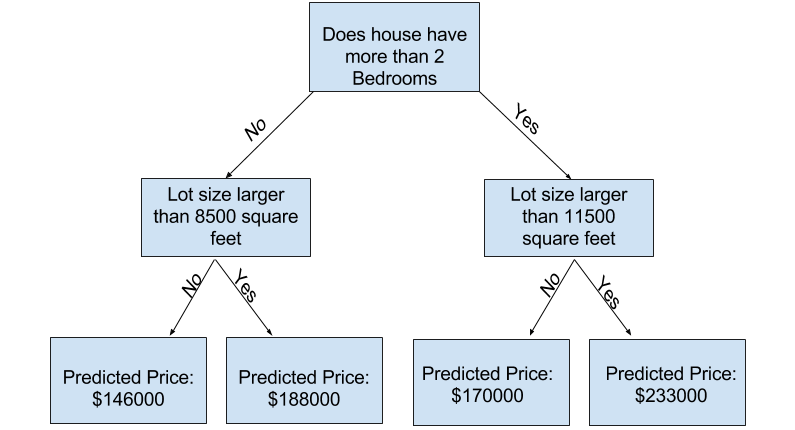 Does house have
more than 2
Bedrooms
No
Yes
Lot size larger
than 8500 square
feet
Lot size larger
than 11500
square feet
No
Yes
No
Yes
Predicted Price:
$146000
Predicted Price:
$188000
Predicted Price:
$170000
Predicted Price:
$233000